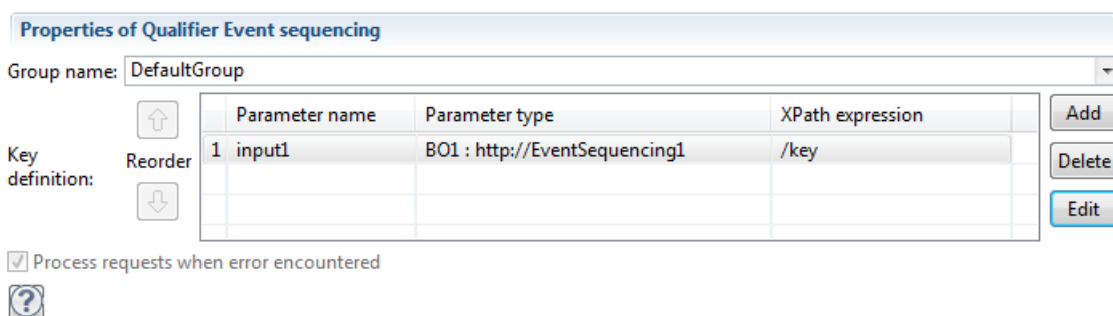 Properties of Qualifier Event sequencing
Group name: DefaultGroup
Parameter name Parameter type XPath expression Add
Key definition: Reorder 1 input1 BO1 : http://EventSequencing1 /key Delete
Edit
Process requests when error encountered
?